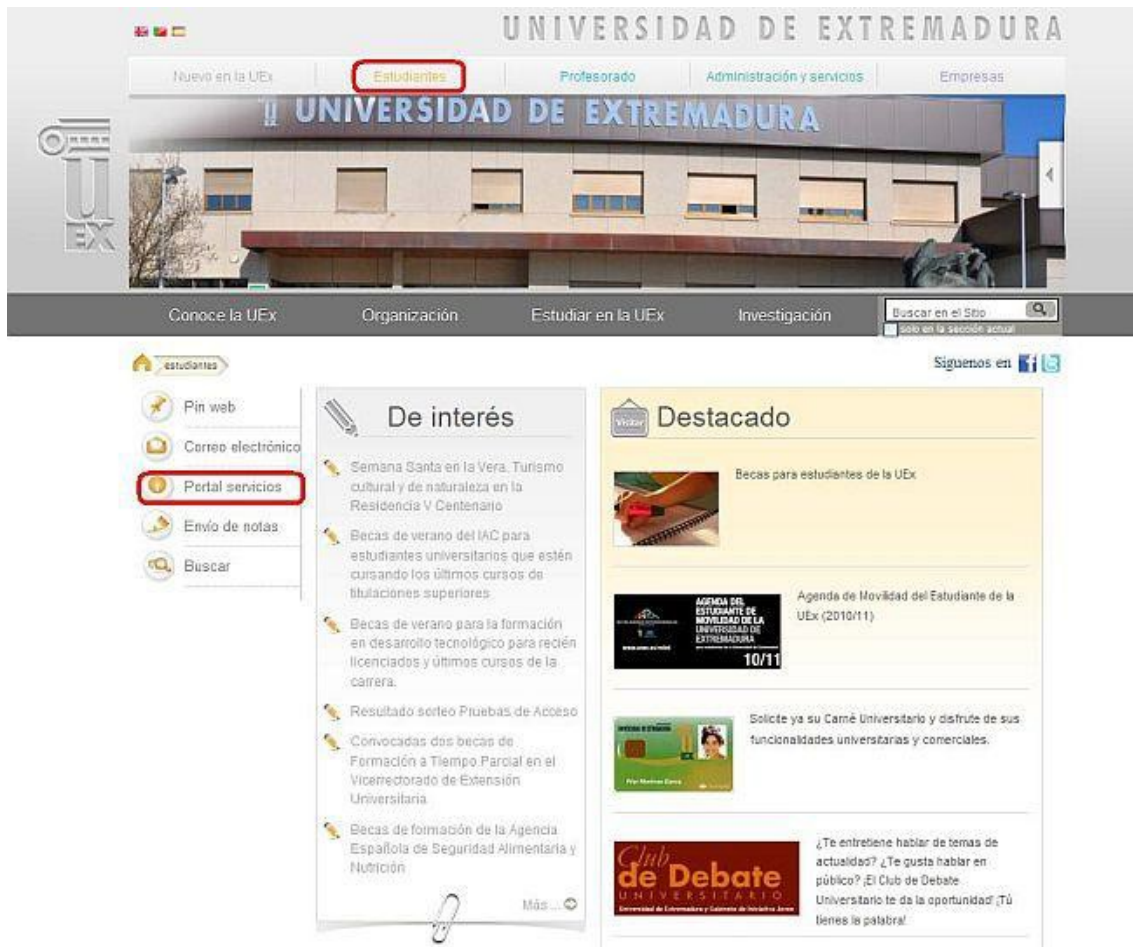 UNIVERSIDAD DE EXTREMADURA
Nuevo en la UEx
Estudiantes
Profesorado
Administración y servicios
Empresas
UNIVERSIDAD DE EXTREMADURA
U
EX
Conoce la UEx
Organización
Estudiar en la UEx
Investigación
Buscar en el Sitio
solo en la sección actual
estudiantes
Síguenos en
Pin web
Correo electrónico
Portal servicios
Envío de notas
Buscar
De interés
Semana Santa en la Vera. Turismo
cultural y de naturaleza en la
Residencia V Centenario
Becas de verano del IAC para
estudiantes universitarios que estén
cursando los últimos cursos de
titulaciones superiores
Becas de verano para la formación
en desarrollo tecnológico para recién
licenciados y últimos cursos de la
carrera.
Resultado sorteo Pruebas de Acceso
Convocadas dos becas de
Formación a Tiempo Parcial en el
Vicerrectorado de Extensión
Universitaria
Becas de formación de la Agencia
Española de Seguridad Alimentaria y
Nutrición
Más ...
Destacado
Becas para estudiantes de la UEx
AGENDA DEL
ESTUDIANTE DE
MOVILIDAD DE LA
UNIVERSIDAD DE
EXTREMADURA
10/11
Agenda de Movilidad del Estudiante de la
UEx (2010/11)
Solicite ya su Carné Universitario y disfrute de sus
funcionalidades universitarias y comerciales.
Club
de Debate
UNIVERSITARIO
¿Te entretiene hablar de temas de
actualidad? ¿Te gusta hablar en
público? ¡El Club de Debate
Universitario te da la oportunidad! ¡Tú
tienes la palabra!